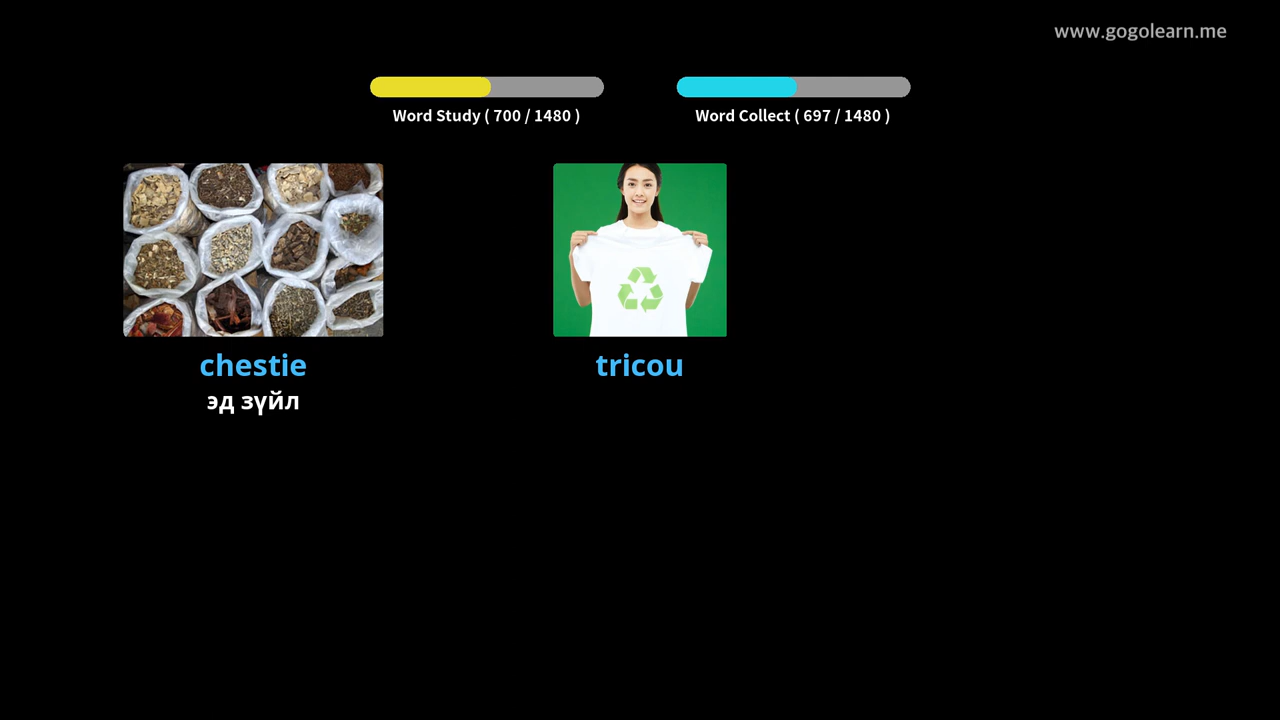 www.gogolearn.me
Word Study ( 700 / 1480 )
Word Collect ( 697 / 1480 )
chestie
эд зүйл
tricou